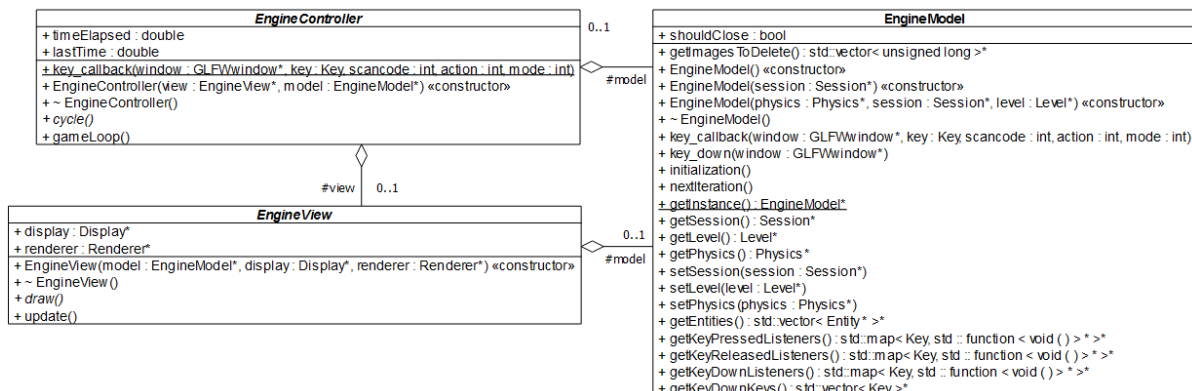 EngineController
+ timeElapsed : double
+ lastTime : double
+ key_callback(window : GLFWwindow*, key : Key, scancode : int, action : int, mode : int)
+ EngineController(view : EngineView*, model : EngineModel*) «constructor»
+ ~ EngineController()
+ cycle()
+ gameLoop()
0..1
#model
#view
0..1
EngineView
+ display : Display*
+ renderer : Renderer*
+ EngineView(model : EngineModel*, display : Display*, renderer : Renderer*) «constructor»
+ ~ EngineView()
+ draw()
+ update()
0..1
#model
EngineModel
+ shouldClose : bool
+ getImagesToDelete() : std::vector< unsigned long >*
+ EngineModel() «constructor»
+ EngineModel(session : Session*) «constructor»
+ EngineModel(physics : Physics*, session : Session*, level : Level*) «constructor»
+ ~ EngineModel()
+ key_callback(window : GLFWwindow*, key : Key, scancode : int, action : int, mode : int)
+ key_down(window : GLFWwindow*)
+ initialization()
+ nextIteration()
+ getInstance() : EngineModel*
+ getSession() : Session*
+ getLevel() : Level*
+ getPhysics() : Physics*
+ setSession(session : Session*)
+ setLevel(level : Level*)
+ setPhysics(physics : Physics*)
+ getEntities() : std::vector< Entity* >*
+ getKeyPressedListeners() : std::map< Key, std :: function < void ( ) > * >*
+ getKeyReleasedListeners() : std::map< Key, std :: function < void ( ) > * >*
+ getKeyDownListeners() : std::map< Key, std :: function < void ( ) > * >*
+ getKeyDownKeys() : std::vector< Key >*